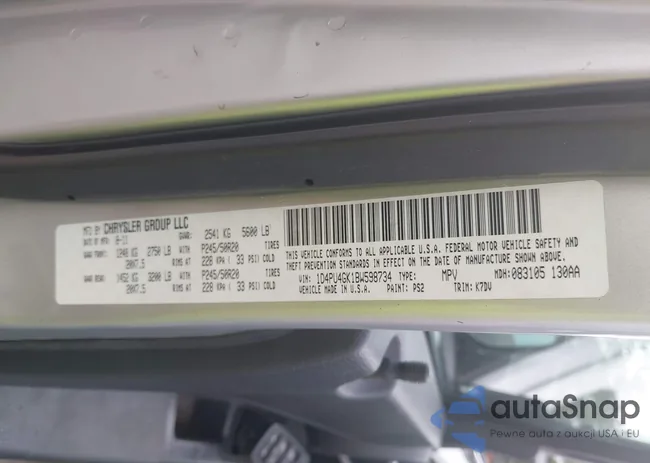 MFD BY CHRYSLER GROUP LLC
8-11 GVWR: 2541 KG 5600 LB
GAWR FRONT: 1248 KG 2750 LB WITH P245/50R20 TIRES
20X7.5 RIMS AT 228 KPA ( 33 PSI) COLD
GAWR REAR: 1452 KG 3200 LB WITH P245/50R20 TIRES
20X7.5 RIMS AT 228 KPA ( 33 PSI) COLD
THIS VEHICLE CONFORMS TO ALL APPLICABLE U.S.A. FEDERAL MOTOR VEHICLE SAFETY AND
THEFT PREVENTION STANDARDS IN EFFECT ON THE DATE OF MANUFACTURE SHOWN ABOVE.
VIN: 1D4PU4GK1BW598734 TYPE: MPV MDH: 083105 130AA
VEHICLE MADE IN U.S.A. PAINT: PS2 TRIM: K7DV
autaSnap
Pewne auta z aukcji USA i EU